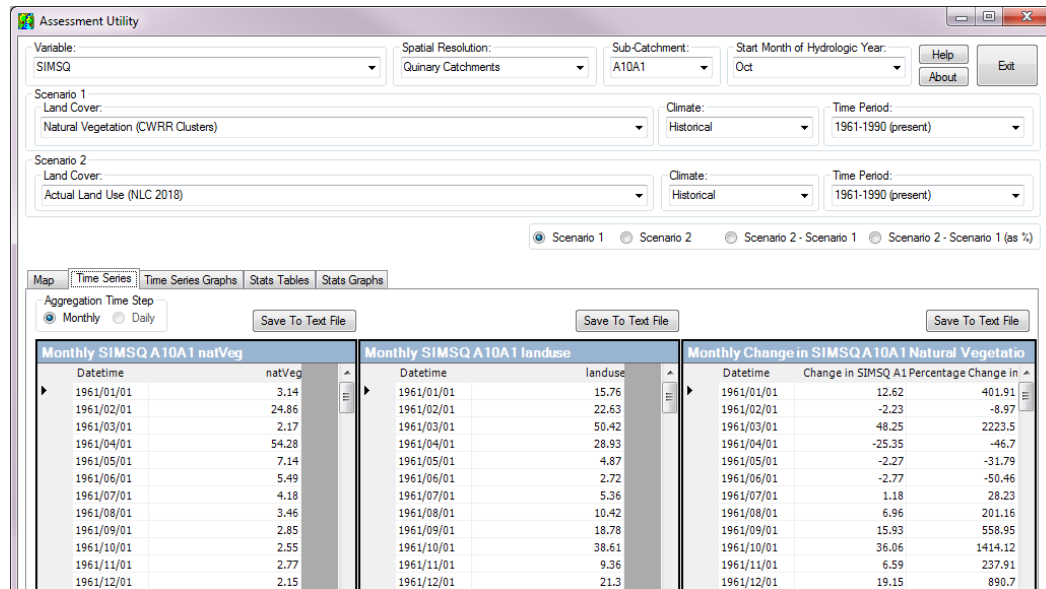 Assessment Utility
Variable: Spatial Resolution: Sub-Catchment: Start Month of Hydrologic Year: Help
SIMSQ Quinary Catchments A10A1 Oct Exit
About
Scenario 1
Land Cover: Climate: Time Period:
Natural Vegetation (CWRR Clusters) Historical 1961-1990 (present)
Scenario 2
Land Cover: Climate: Time Period:
Actual Land Use (NLC 2018) Historical 1961-1990 (present)
Scenario 1 Scenario 2 Scenario 2 - Scenario 1 Scenario 2 - Scenario 1 (as %)
Map Time Series Time Series Graphs Stats Tables Stats Graphs
Aggregation Time Step
Monthly Daily Save To Text File Save To Text File Save To Text File
Monthly SIMSQ A10A1 natVeg Monthly SIMSQ A10A1 landuse Monthly Change in SIMSQ A10A1 Natural Vegetatio
Datetime natVeg Datetime landuse Datetime Change in SIMSQ A1 Percentage Change in
1961/01/01 3.14 1961/01/01 15.76 1961/01/01 12.62 401.91
1961/02/01 24.86 1961/02/01 22.63 1961/02/01 -2.23 -8.97
1961/03/01 2.17 1961/03/01 50.42 1961/03/01 48.25 2223.5
1961/04/01 54.28 1961/04/01 28.93 1961/04/01 -25.35 -46.7
1961/05/01 7.14 1961/05/01 4.87 1961/05/01 -2.27 -31.79
1961/06/01 5.49 1961/06/01 2.72 1961/06/01 -2.77 -50.46
1961/07/01 4.18 1961/07/01 5.36 1961/07/01 1.18 28.23
1961/08/01 3.46 1961/08/01 10.42 1961/08/01 6.96 201.16
1961/09/01 2.85 1961/09/01 18.78 1961/09/01 15.93 558.95
1961/10/01 2.55 1961/10/01 38.61 1961/10/01 36.06 1414.12
1961/11/01 2.77 1961/11/01 9.36 1961/11/01 6.59 237.91
1961/12/01 2.15 1961/12/01 21.3 1961/12/01 19.15 890.7